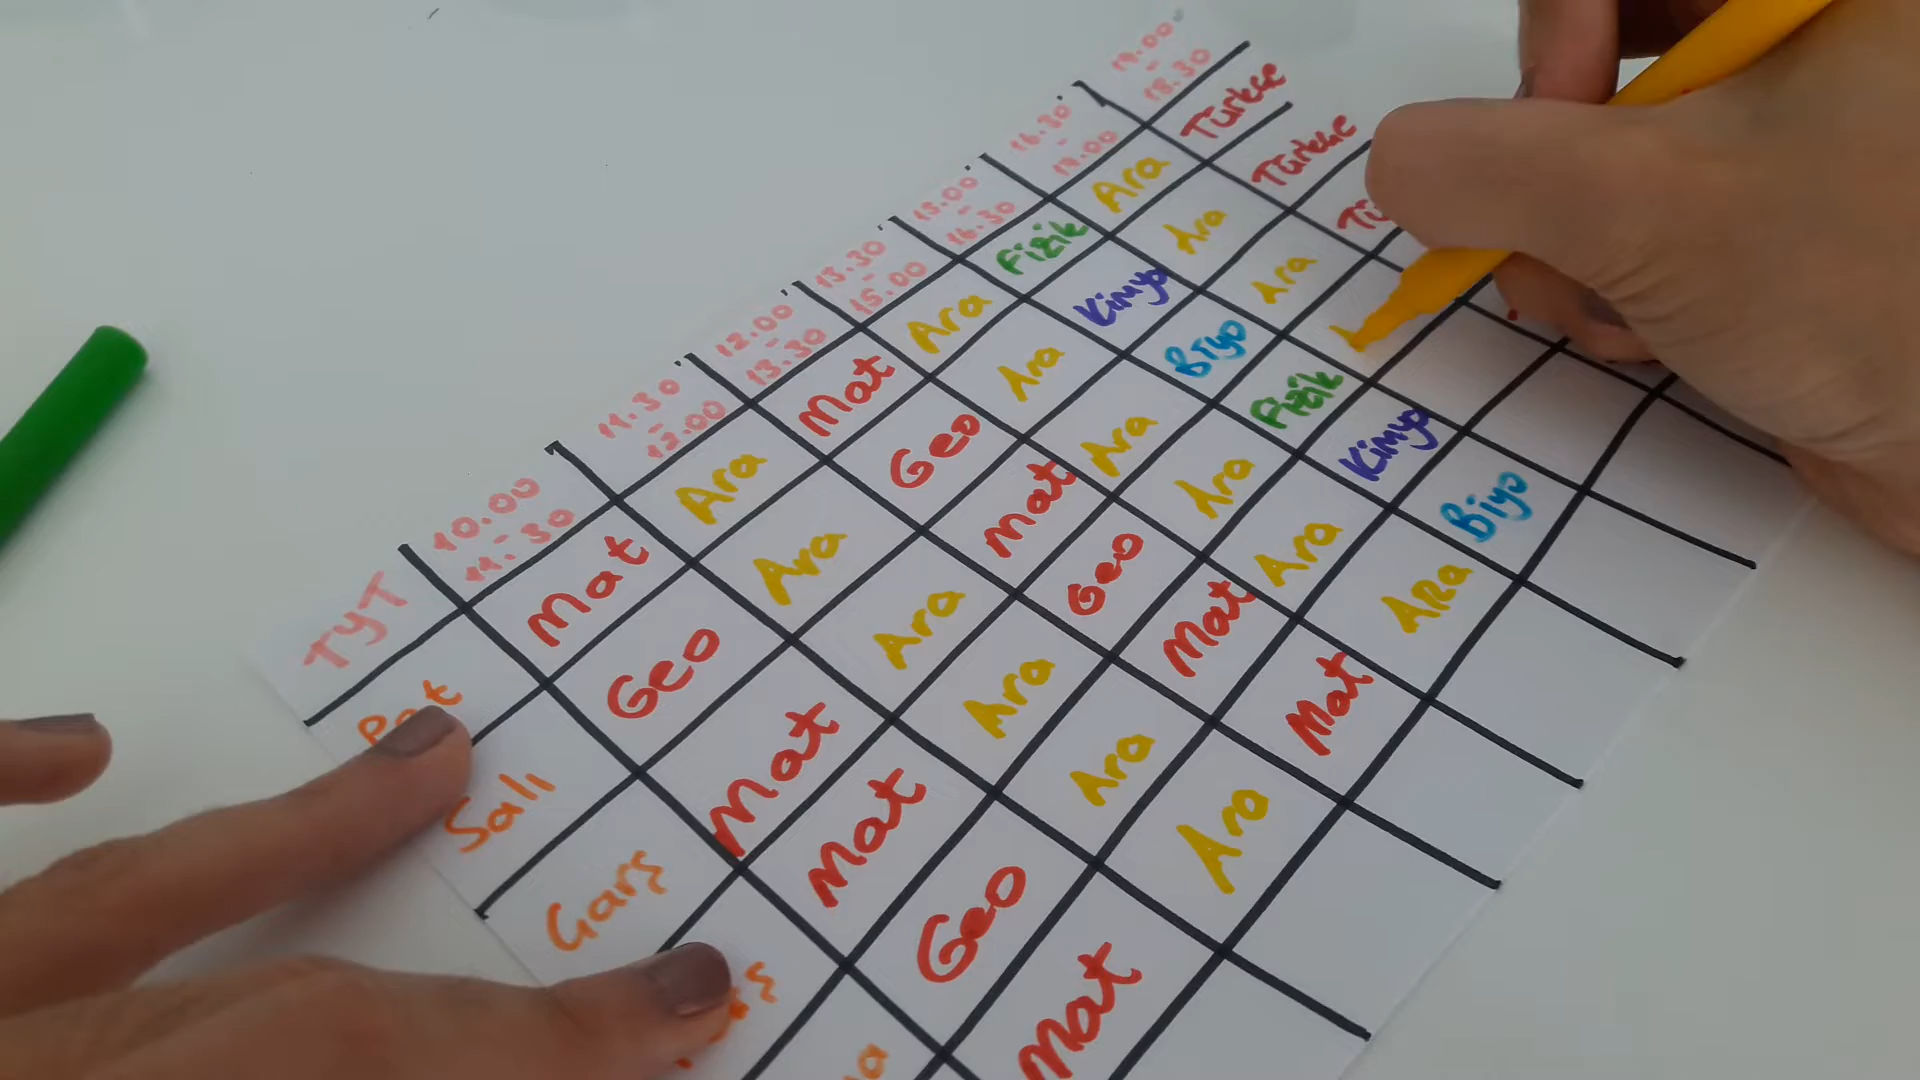 TYT
10.00
-
11.30
11.30
-
12.00
12.00
-
13.30
13.30
-
15.00
15.00
-
16.30
16.30
-
17.00
17.00
-
18.30
Mat
Ara
Mat
Ara
Fizik
Ara
Türkçe
Salı
Geo
Ara
Geo
Ara
Kimya
Ara
Türkçe
Çarş
Mat
Ara
Mat
Ara
Biyo
Ara
Mat
Ara
Geo
Ara
Fizik
Geo
Ara
Mat
Ara
Kimya
Mat
Ara
Mat
ARA
Biyo